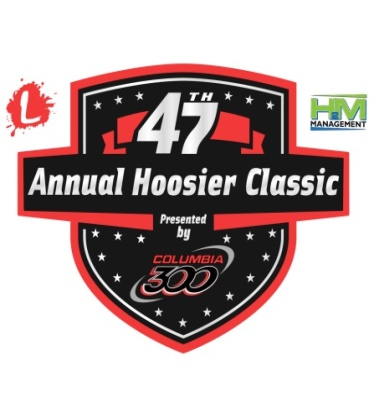 L
47TH
HM
MANAGEMENT
Annual Hoosier Classic
Presented
by
COLUMBIA
300